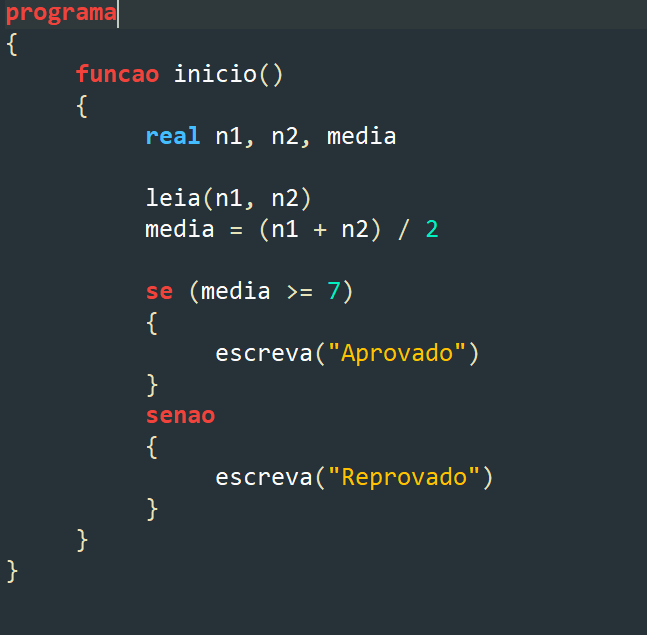 programa
{
funcao inicio()
{
real n1, n2, media
leia(n1, n2)
media = (n1 + n2) / 2
se (media >= 7)
{
escreva("Aprovado")
}
senao
{
escreva("Reprovado")
}
}
}